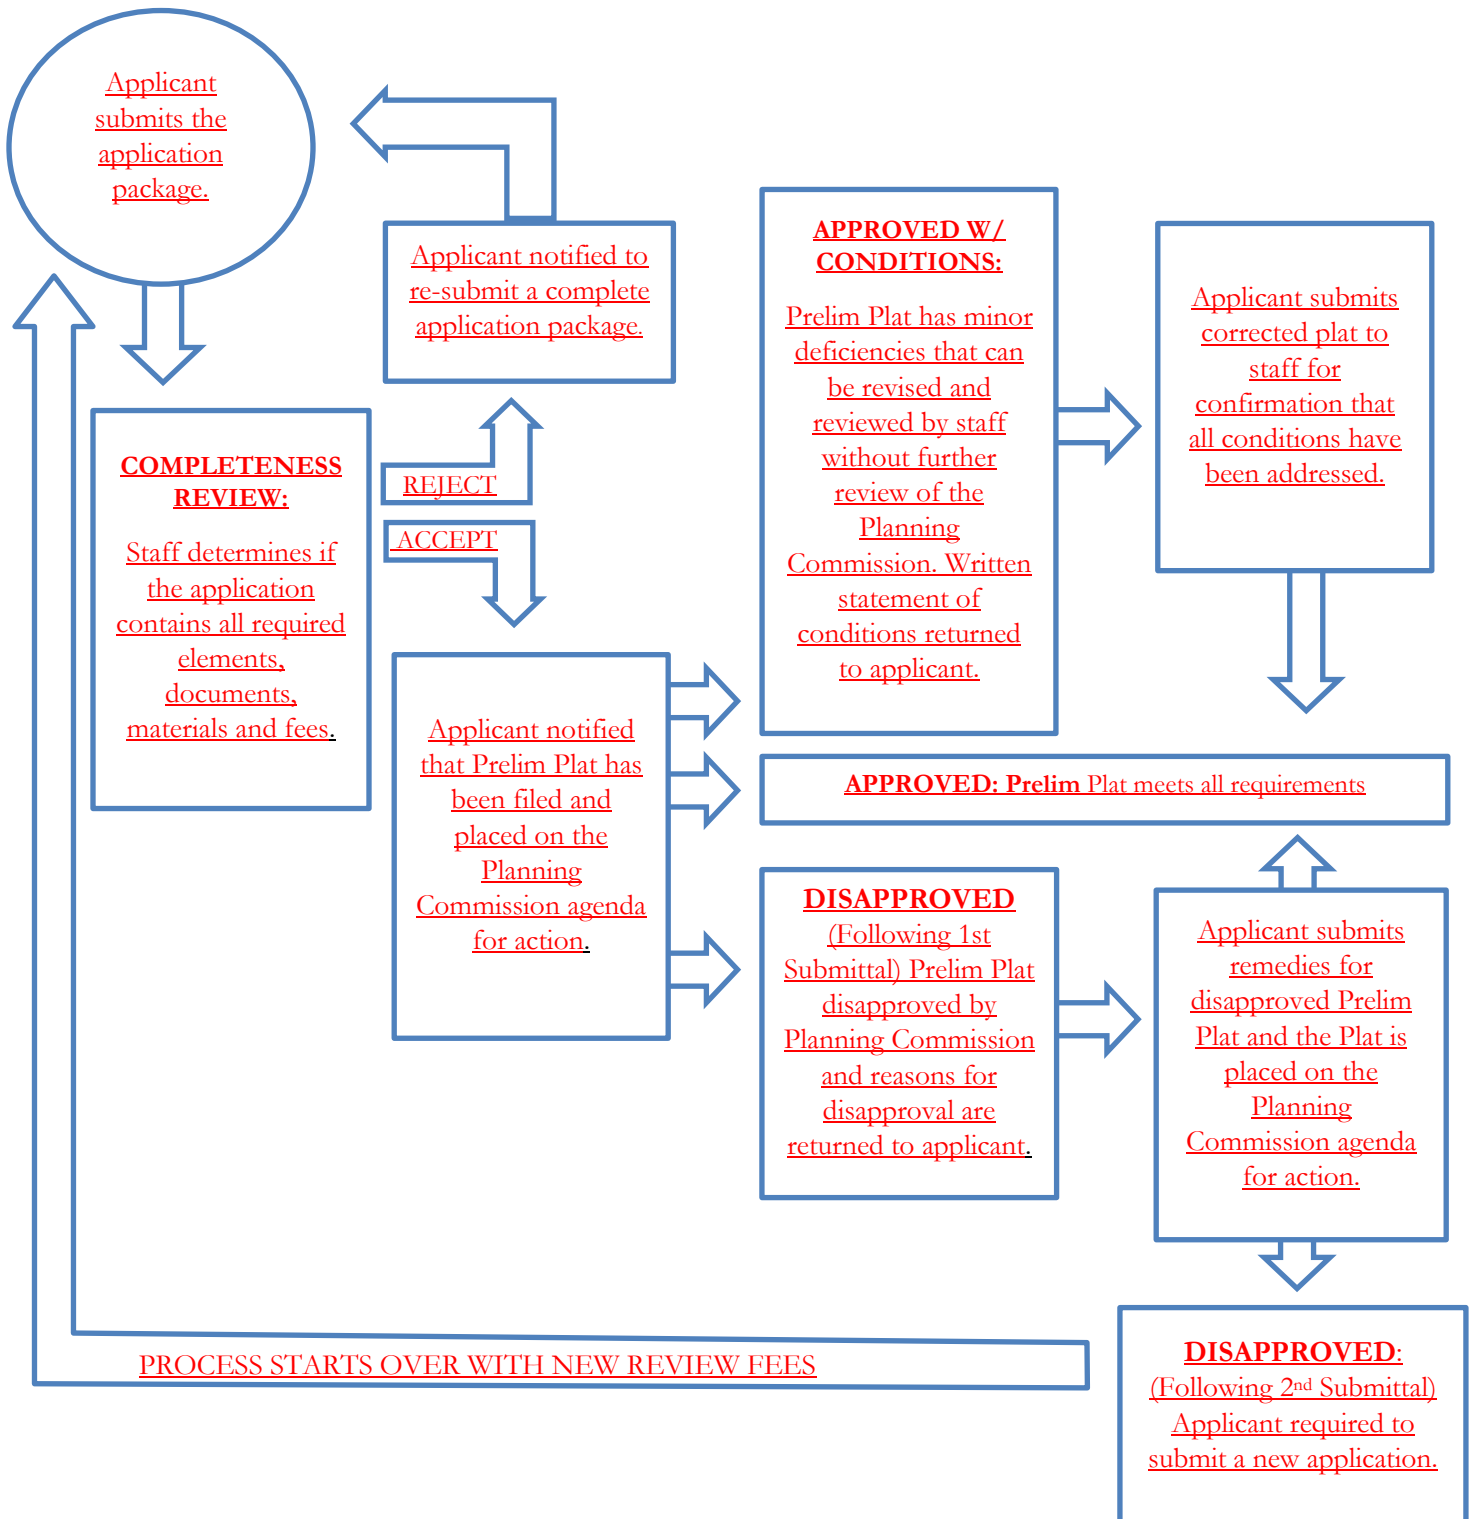 Applicant
submits the
application
package.
Applicant notified to
re-submit a complete
application package.
COMPLETENESS
REVIEW:
Staff determines if
the application
contains all required
elements,
documents,
materials and fees.
REJECT
ACCEPT
Applicant notified
that Prelim Plat has
been filed and
placed on the
Planning
Commission agenda
for action.
APPROVED W/
CONDITIONS:
Prelim Plat has minor
deficiencies that can
be revised and
reviewed by staff
without further
review of the
Planning
Commission. Written
statement of
conditions returned
to applicant.
Applicant submits
corrected plat to
staff for
confirmation that
all conditions have
been addressed.
APPROVED: Prelim Plat meets all requirements
DISAPPROVED
(Following 1st
Submittal) Prelim Plat
disapproved by
Planning Commission
and reasons for
disapproval are
returned to applicant.
Applicant submits
remedies for
disapproved Prelim
Plat and the Plat is
placed on the
Planning
Commission agenda
for action.
DISAPPROVED:
(Following 2nd Submittal)
Applicant required to
submit a new application.
PROCESS STARTS OVER WITH NEW REVIEW FEES